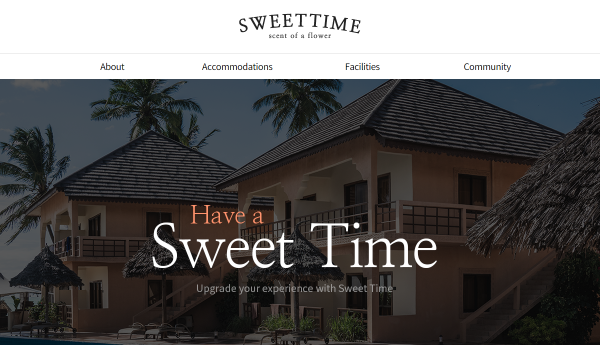 SWEETTIME
scent of a flower
About Accommodations Facilities Community
Have a
Sweet Time
Upgrade your experience with Sweet Time